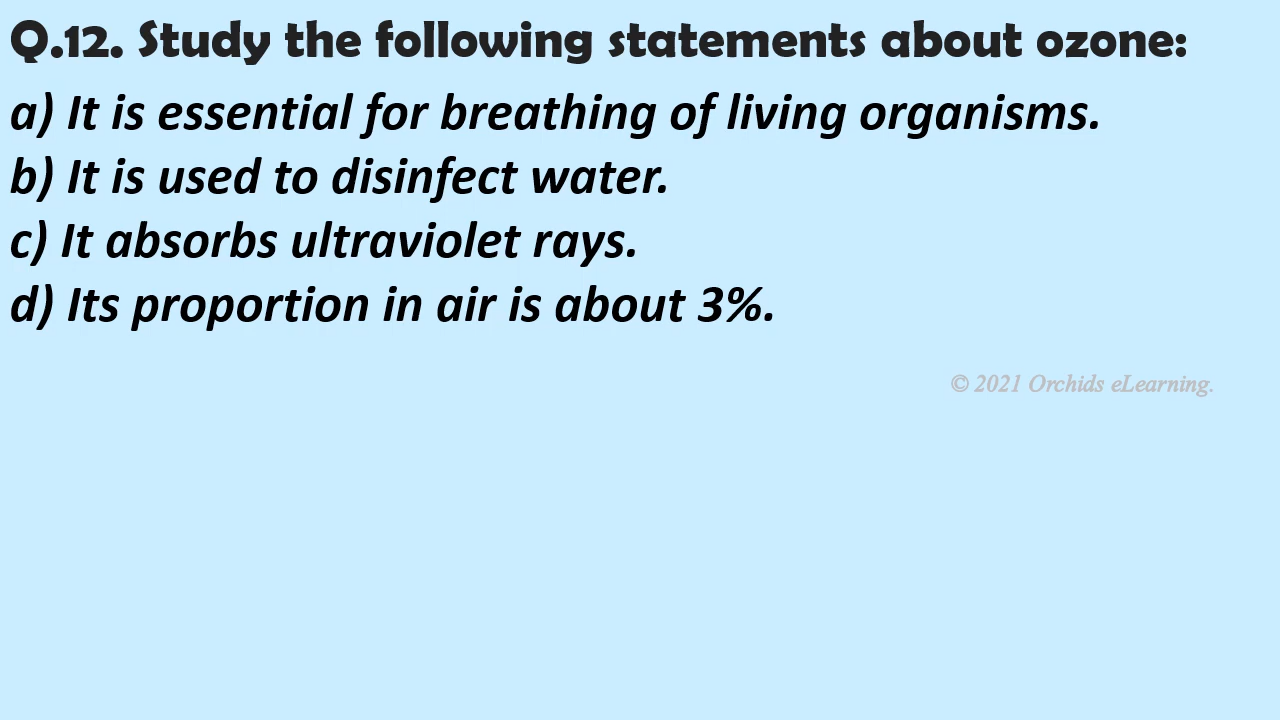 Q.12. Study the following statements about ozone:
a) It is essential for breathing of living organisms.
b) It is used to disinfect water.
c) It absorbs ultraviolet rays.
d) Its proportion in air is about 3%.
© 2021 Orchids eLearning.